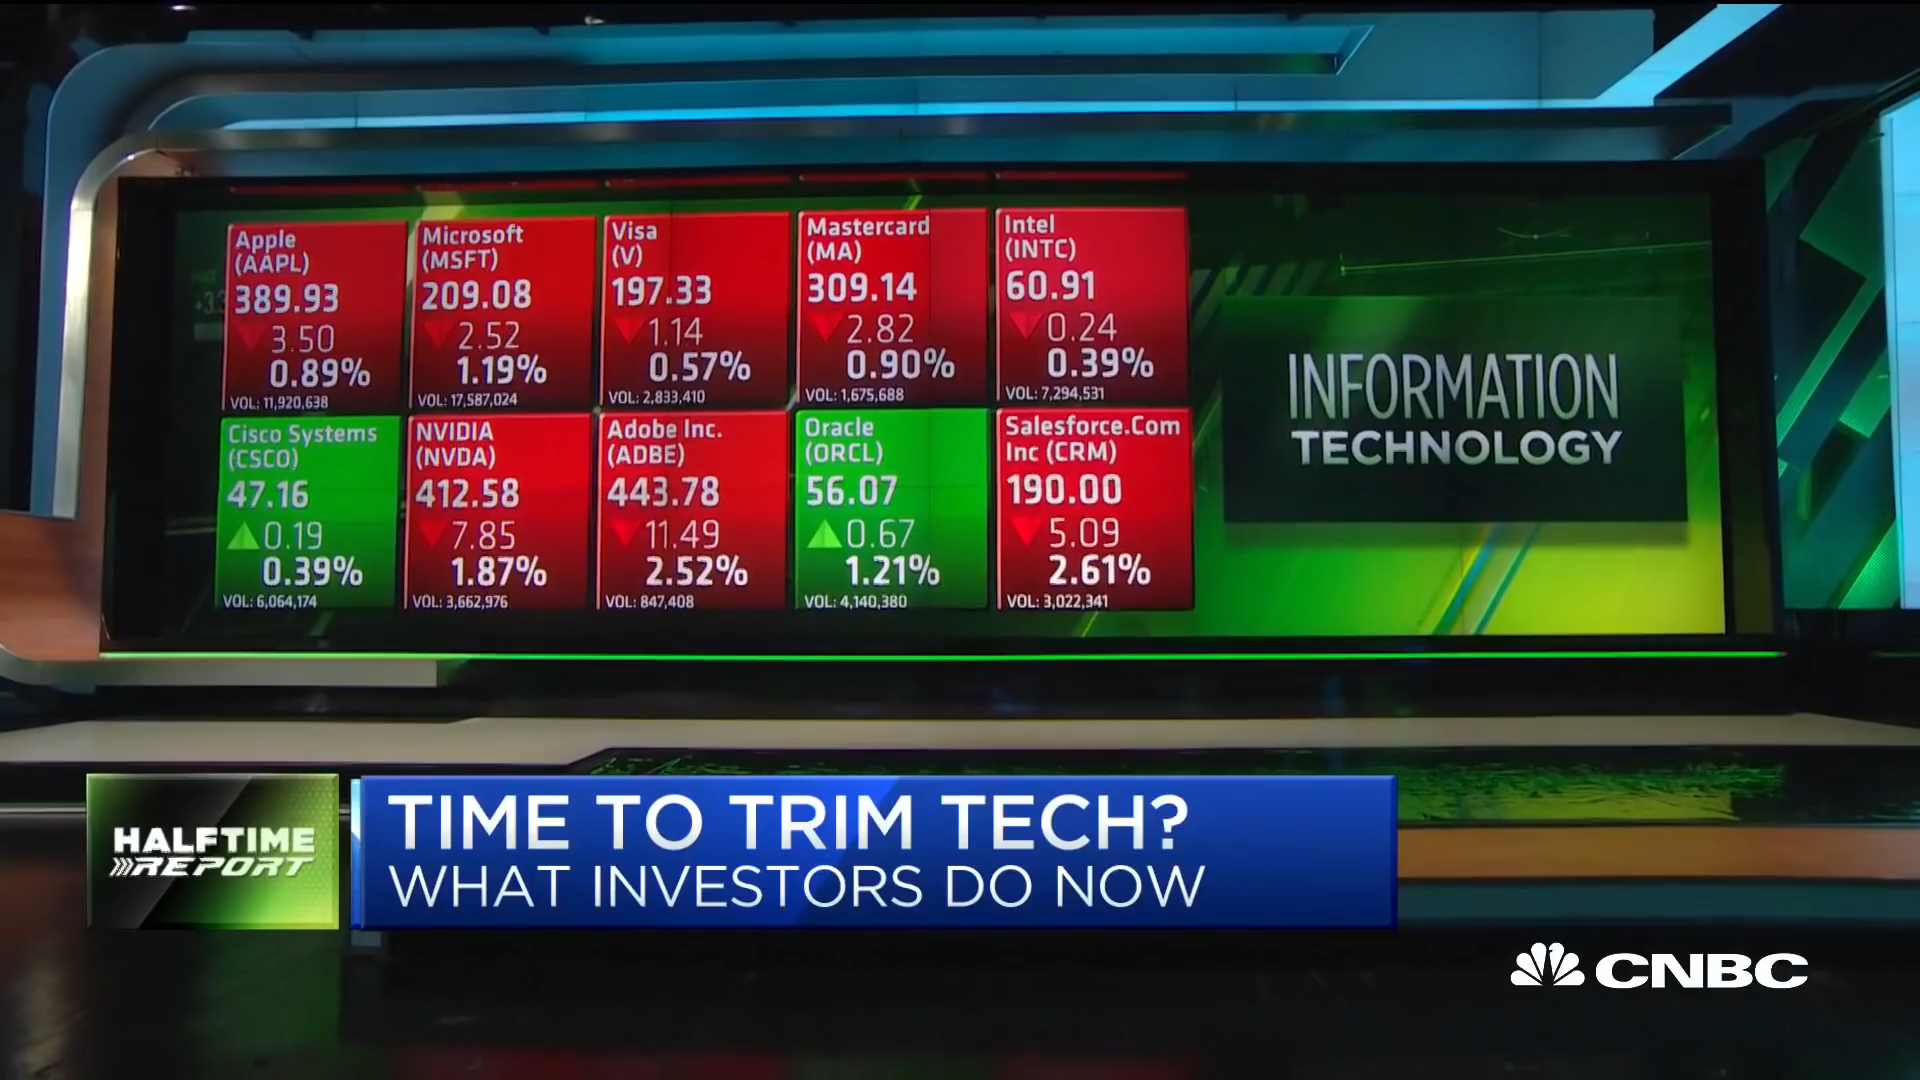 Apple
(AAPL)
389.93
3.50
0.89%
VOL: 11,920,638
Microsoft
(MSFT)
209.08
2.52
1.19%
VOL: 17,587,024
Visa
(V)
197.33
1.14
0.57%
VOL: 2,833,410
Mastercard
(MA)
309.14
2.82
0.90%
VOL: 1,675,688
Intel
(INTC)
60.91
0.24
0.39%
VOL: 7,294,531
Cisco Systems
(CSCO)
47.16
0.19
0.39%
VOL: 6,064,174
NVIDIA
(NVDA)
412.58
7.85
1.87%
VOL: 3,662,976
Adobe Inc.
(ADBE)
443.78
11.49
2.52%
VOL: 847,408
Oracle
(ORCL)
56.07
0.67
1.21%
VOL: 4,140,380
Salesforce.Com
Inc (CRM)
190.00
5.09
2.61%
VOL: 3,022,341
INFORMATION
TECHNOLOGY
HALFTIME
REPORT
TIME TO TRIM TECH?
WHAT INVESTORS DO NOW
CNBC